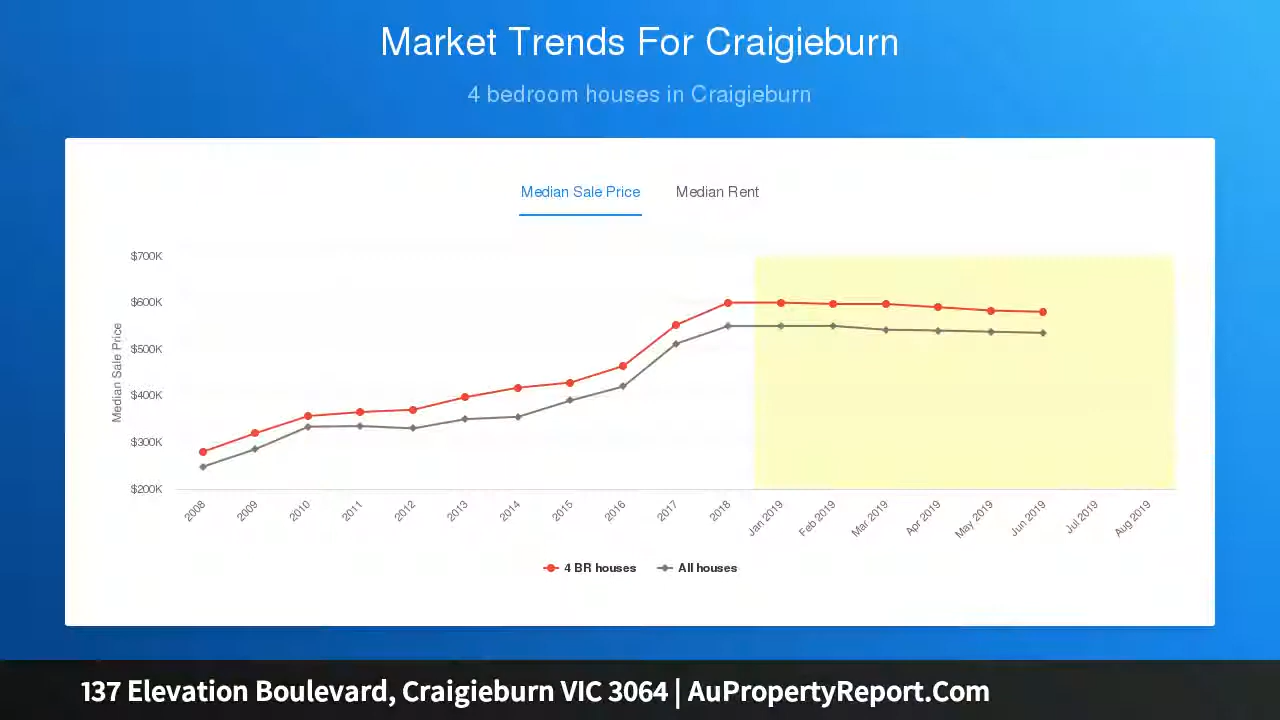 Market Trends For Craigieburn
4 bedroom houses in Craigieburn
Median Sale Price Median Rent
$700K
$600K
$500K
$400K
$300K
$200K
Median Sale Price
2008 2009 2010 2011 2012 2013 2014 2015 2016 2017 2018 Jan 2019 Feb 2019 Mar 2019 Apr 2019 May 2019 Jun 2019 Jul 2019 Aug 2019
4 BR houses All houses
137 Elevation Boulevard, Craigieburn VIC 3064 | AuPropertyReport.Com